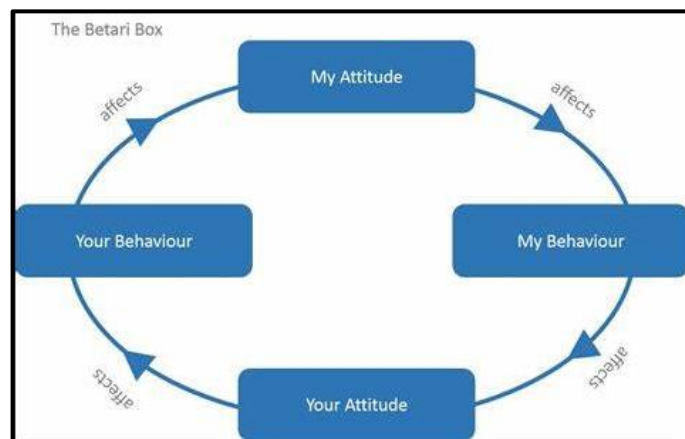 The Betari Box
My Attitude
affects
affects
Your Behaviour
My Behaviour
affects
affects
Your Attitude